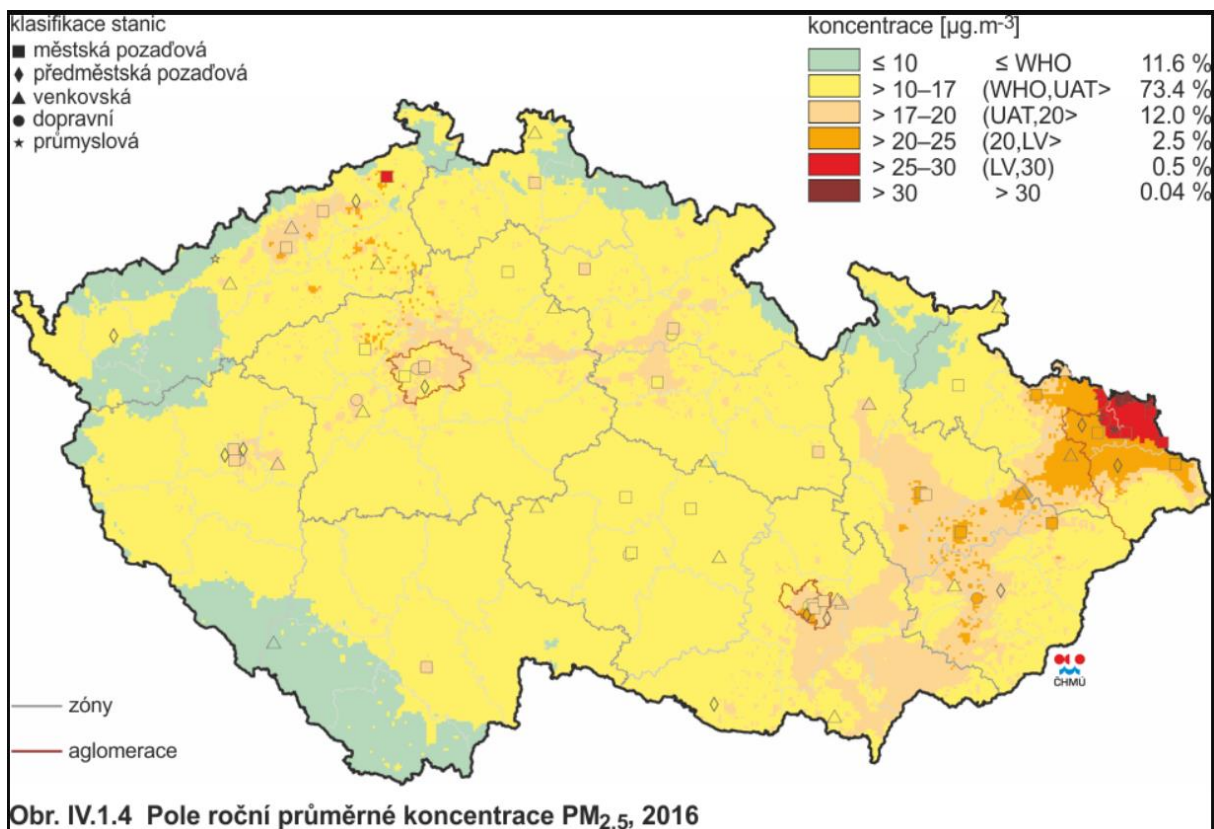 klasifikace stanic
■ městská pozaďová
♦ předměstská pozaďová
▲ venkovská
● dopravní
★ průmyslová
koncentrace [µg.m-3]
≤ 10 ≤ WHO 11.6 %
> 10–17 (WHO,UAT> 73.4 %
> 17–20 (UAT,20> 12.0 %
> 20–25 (20,LV> 2.5 %
> 25–30 (LV,30) 0.5 %
> 30 > 30 0.04 %
ČHMÚ
zóny
aglomerace
Obr. IV.1.4 Pole roční průměrné koncentrace PM2,5, 2016